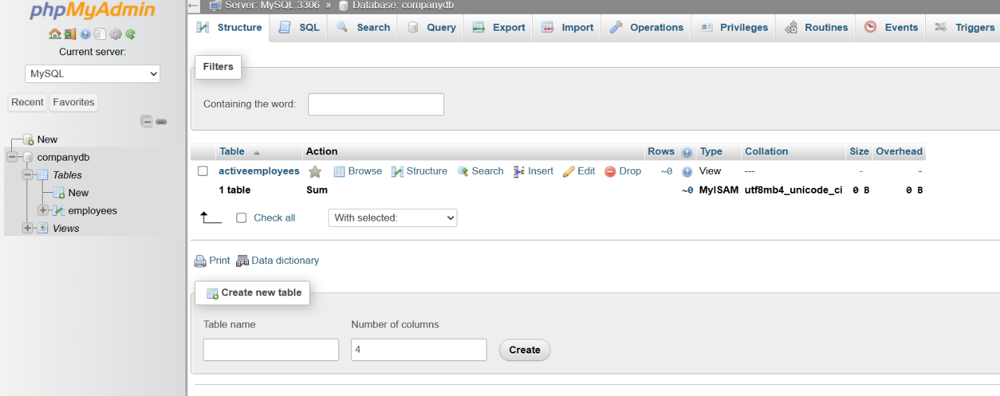 phpMyAdmin
Current server:
MySQL
Recent Favorites
New
companydb
Tables
New
employees
Views
Server: MySQL:3306 » Database: companydb
Structure SQL Search Query Export Import Operations Privileges Routines Events Triggers
Filters
Containing the word:
Table Action Rows Type Collation Size Overhead
activeemployees Browse Structure Search Insert Edit Drop ~0 View --- - -
1 table Sum ~0 MyISAM utf8mb4_unicode_ci 0 B 0 B
Check all With selected:
Print Data dictionary
Create new table
Table name Number of columns
4 Create